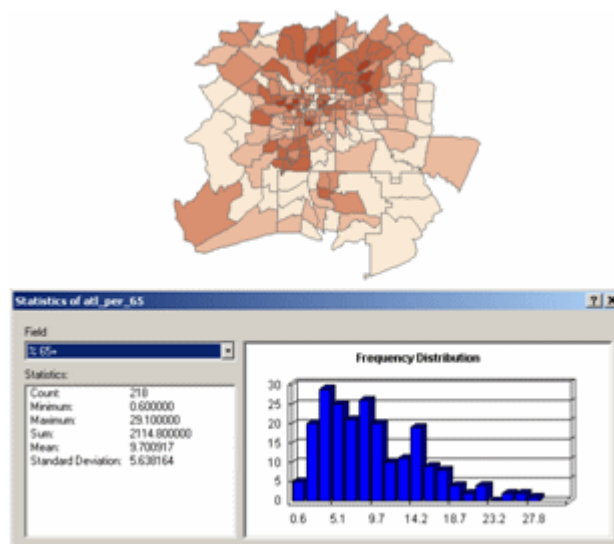 Statistics of atl_per_65
Field
% 65+
Statistics:
Count: 218
Minimum: 0.600000
Maximum: 29.100000
Sum: 2114.800000
Mean: 9.700917
Standard Deviation: 5.638164
Frequency Distribution
30
25
20
15
10
5
0
0.6 5.1 9.7 14.2 18.7 23.2 27.8